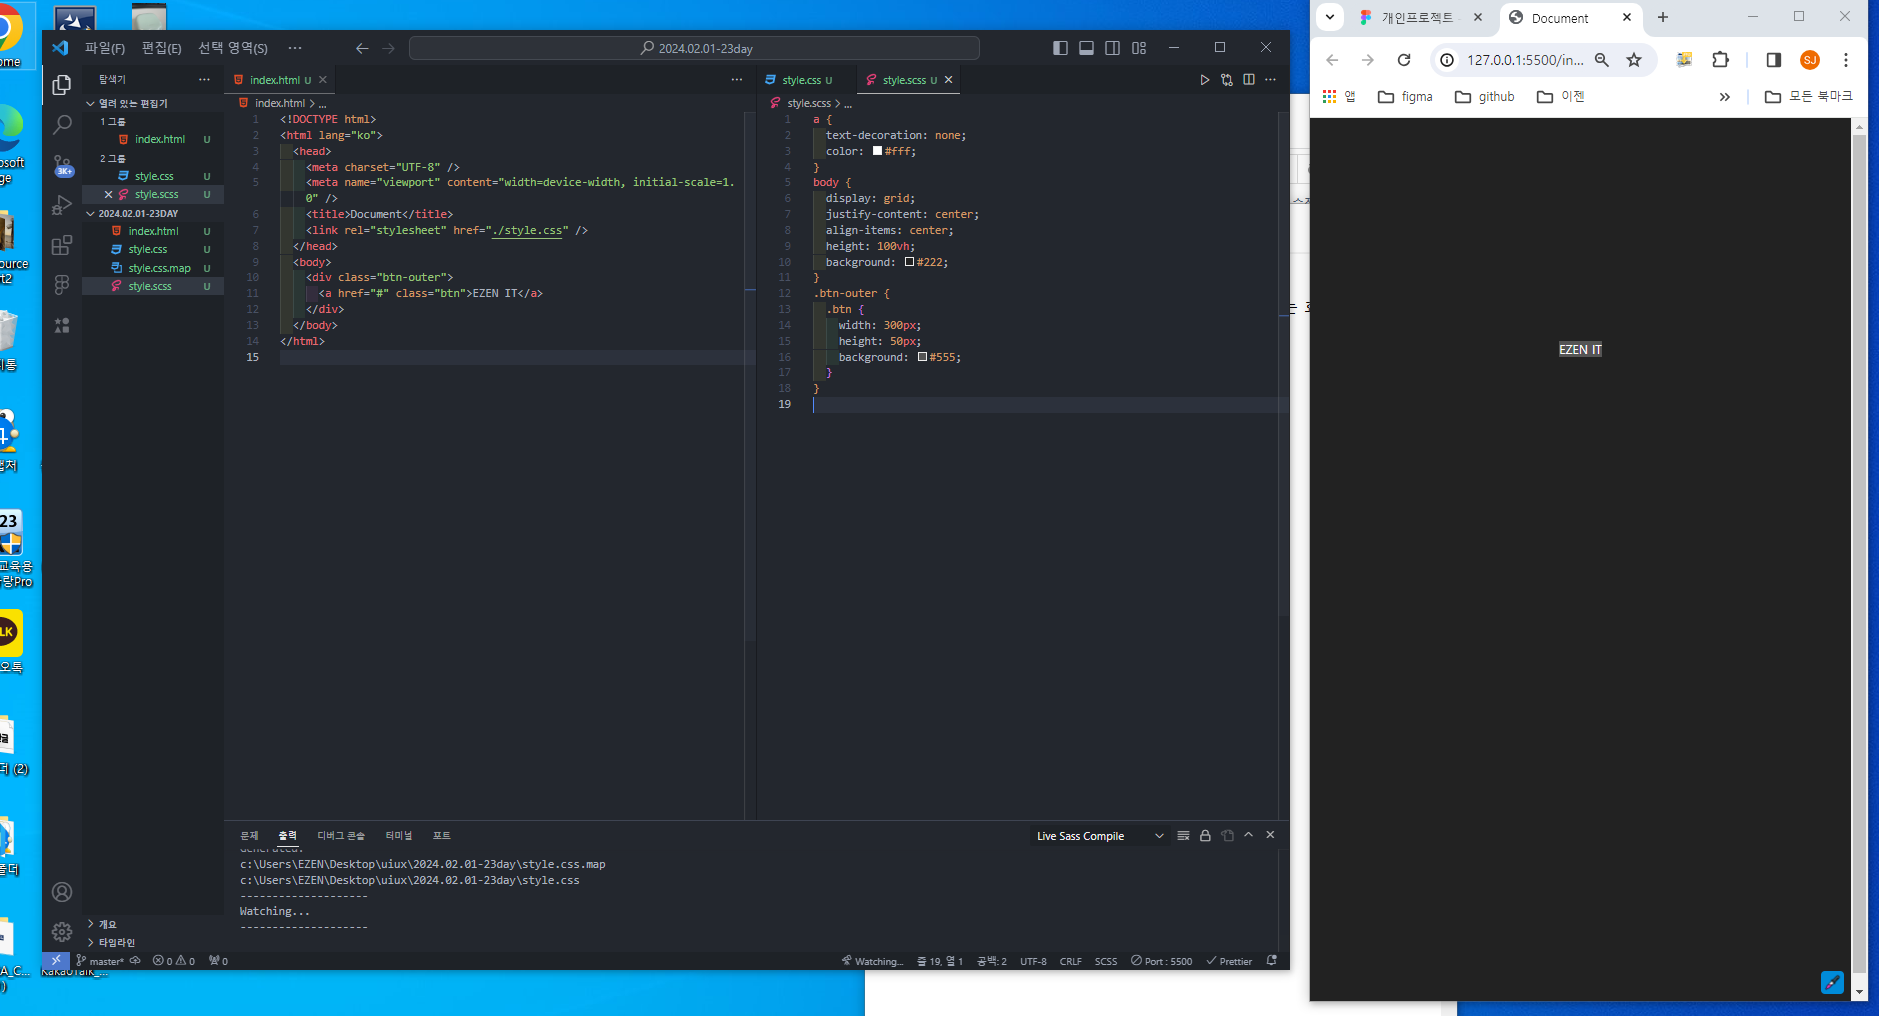 파일(F) 편집(E) 선택 영역(S) ··· 2024.02.01-23day
탐색기 ···
열려 있는 편집기
1 그룹
index.html U
2 그룹
style.css U
style.scss U
2024.02.01-23DAY
index.html U
style.css U
style.css.map U
style.scss U
개요
타임라인
3K+
index.html U
index.html > ...
1 <!DOCTYPE html>
2 <html lang="ko">
3 <head>
4 <meta charset="UTF-8" />
5 <meta name="viewport" content="width=device-width, initial-scale=1.
0" />
6 <title>Document</title>
7 <link rel="stylesheet" href="./style.css" />
8 </head>
9 <body>
10 <div class="btn-outer">
11 <a href="#" class="btn">EZEN IT</a>
12 </div>
13 </body>
14 </html>
15
style.css U style.scss U
style.scss > ...
1 a {
2 text-decoration: none;
3 color: #fff;
4 }
5 body {
6 display: grid;
7 justify-content: center;
8 align-items: center;
9 height: 100vh;
10 background: #222;
11 }
12 .btn-outer {
13 .btn {
14 width: 300px;
15 height: 50px;
16 background: #555;
17 }
18 }
19
문제 출력 디버그 콘솔 터미널 포트 Live Sass Compile
Generated:
c:\Users\EZEN\Desktop\uiux\2024.02.01-23day\style.css.map
c:\Users\EZEN\Desktop\uiux\2024.02.01-23day\style.css
--------------------
Watching...
--------------------
master* 0 0 0 Watching... 줄 19, 열 1 공백: 2 UTF-8 CRLF SCSS Port : 5500 Prettier
개인프로젝트 Document
127.0.0.1:5500/in... SJ
앱 figma github 이젠 모든 북마크
EZEN IT
ome
osoft
ge
ource
t2
23
교육용
랑Pro
LK
오톡
더 (2)
A_C...
KakaoTalk_...